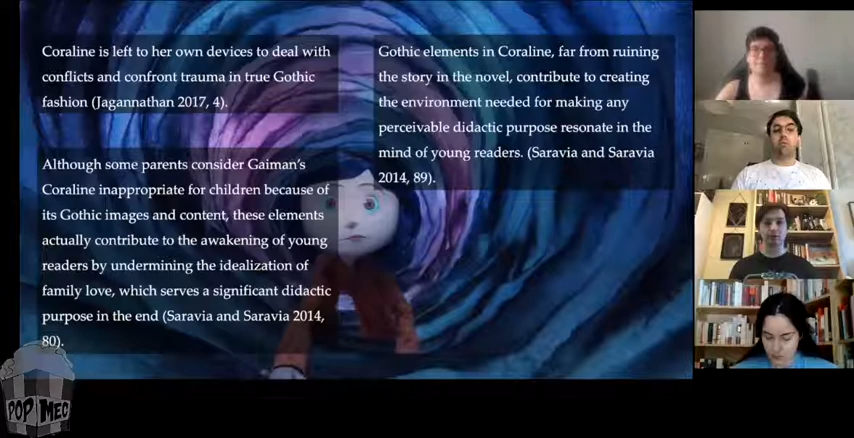 Coraline is left to her own devices to deal with
conflicts and confront trauma in true Gothic
fashion (Jagannathan 2017, 4).
Although some parents consider Gaiman's
Coraline inappropriate for children because of
its Gothic images and content, these elements
actually contribute to the awakening of young
readers by undermining the idealization of
family love, which serves a significant didactic
purpose in the end (Saravia and Saravia 2014,
80).
Gothic elements in Coraline, far from ruining
the story in the novel, contribute to creating
the environment needed for making any
perceivable didactic purpose resonate in the
mind of young readers. (Saravia and Saravia
2014, 89).
POP MEC